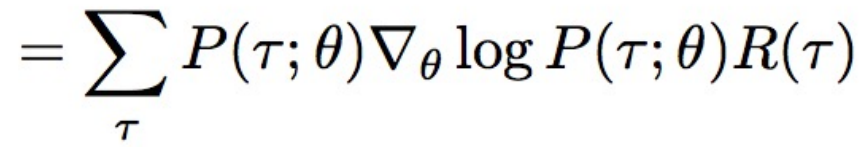 = ∑_τ P(τ; θ)∇_θ log P(τ; θ)R(τ)